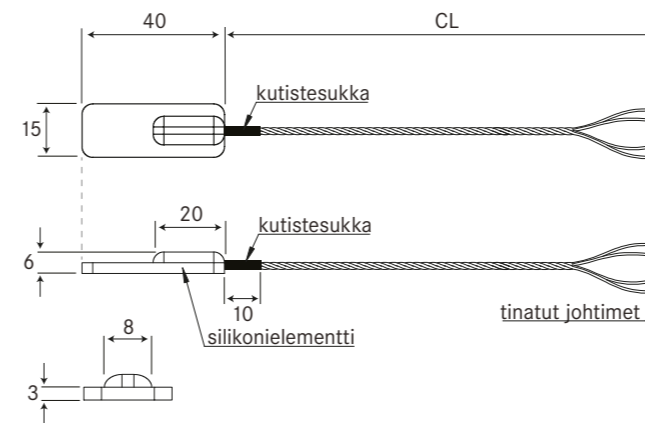 40
CL
kutistesukka
15
20
kutistesukka
6
10
tinatut johtimet
silikonielementti
8
3